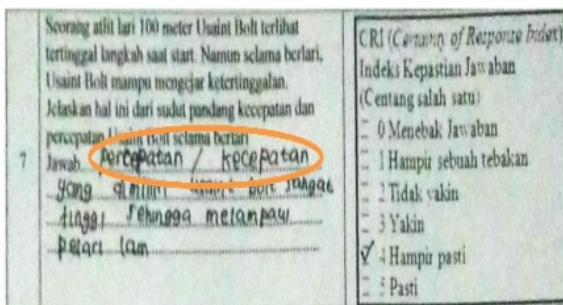 Seorang atlit lari 100 meter Usaint Bolt terlihat
tertinggal langkah saat start. Namun selama berlari,
Usaint Bolt mampu mengejar ketertinggalan.
Jelaskan hal ini dari sudut pandang kecepatan dan
percepatan Usaint Bolt selama berlari
7
Jawab. percepatan / kecepatan
yang dimiliki usaint bolt sangat
tinggi sehingga melampaui
pelari lain
CRI (Certainty of Response Index)
Indeks Kepastian Jawaban
(Centang salah satu)
0 Menebak Jawaban
1 Hampir sebuah tebakan
2 Tidak yakin
3 Yakin
✓ 4 Hampir pasti
5 Pasti